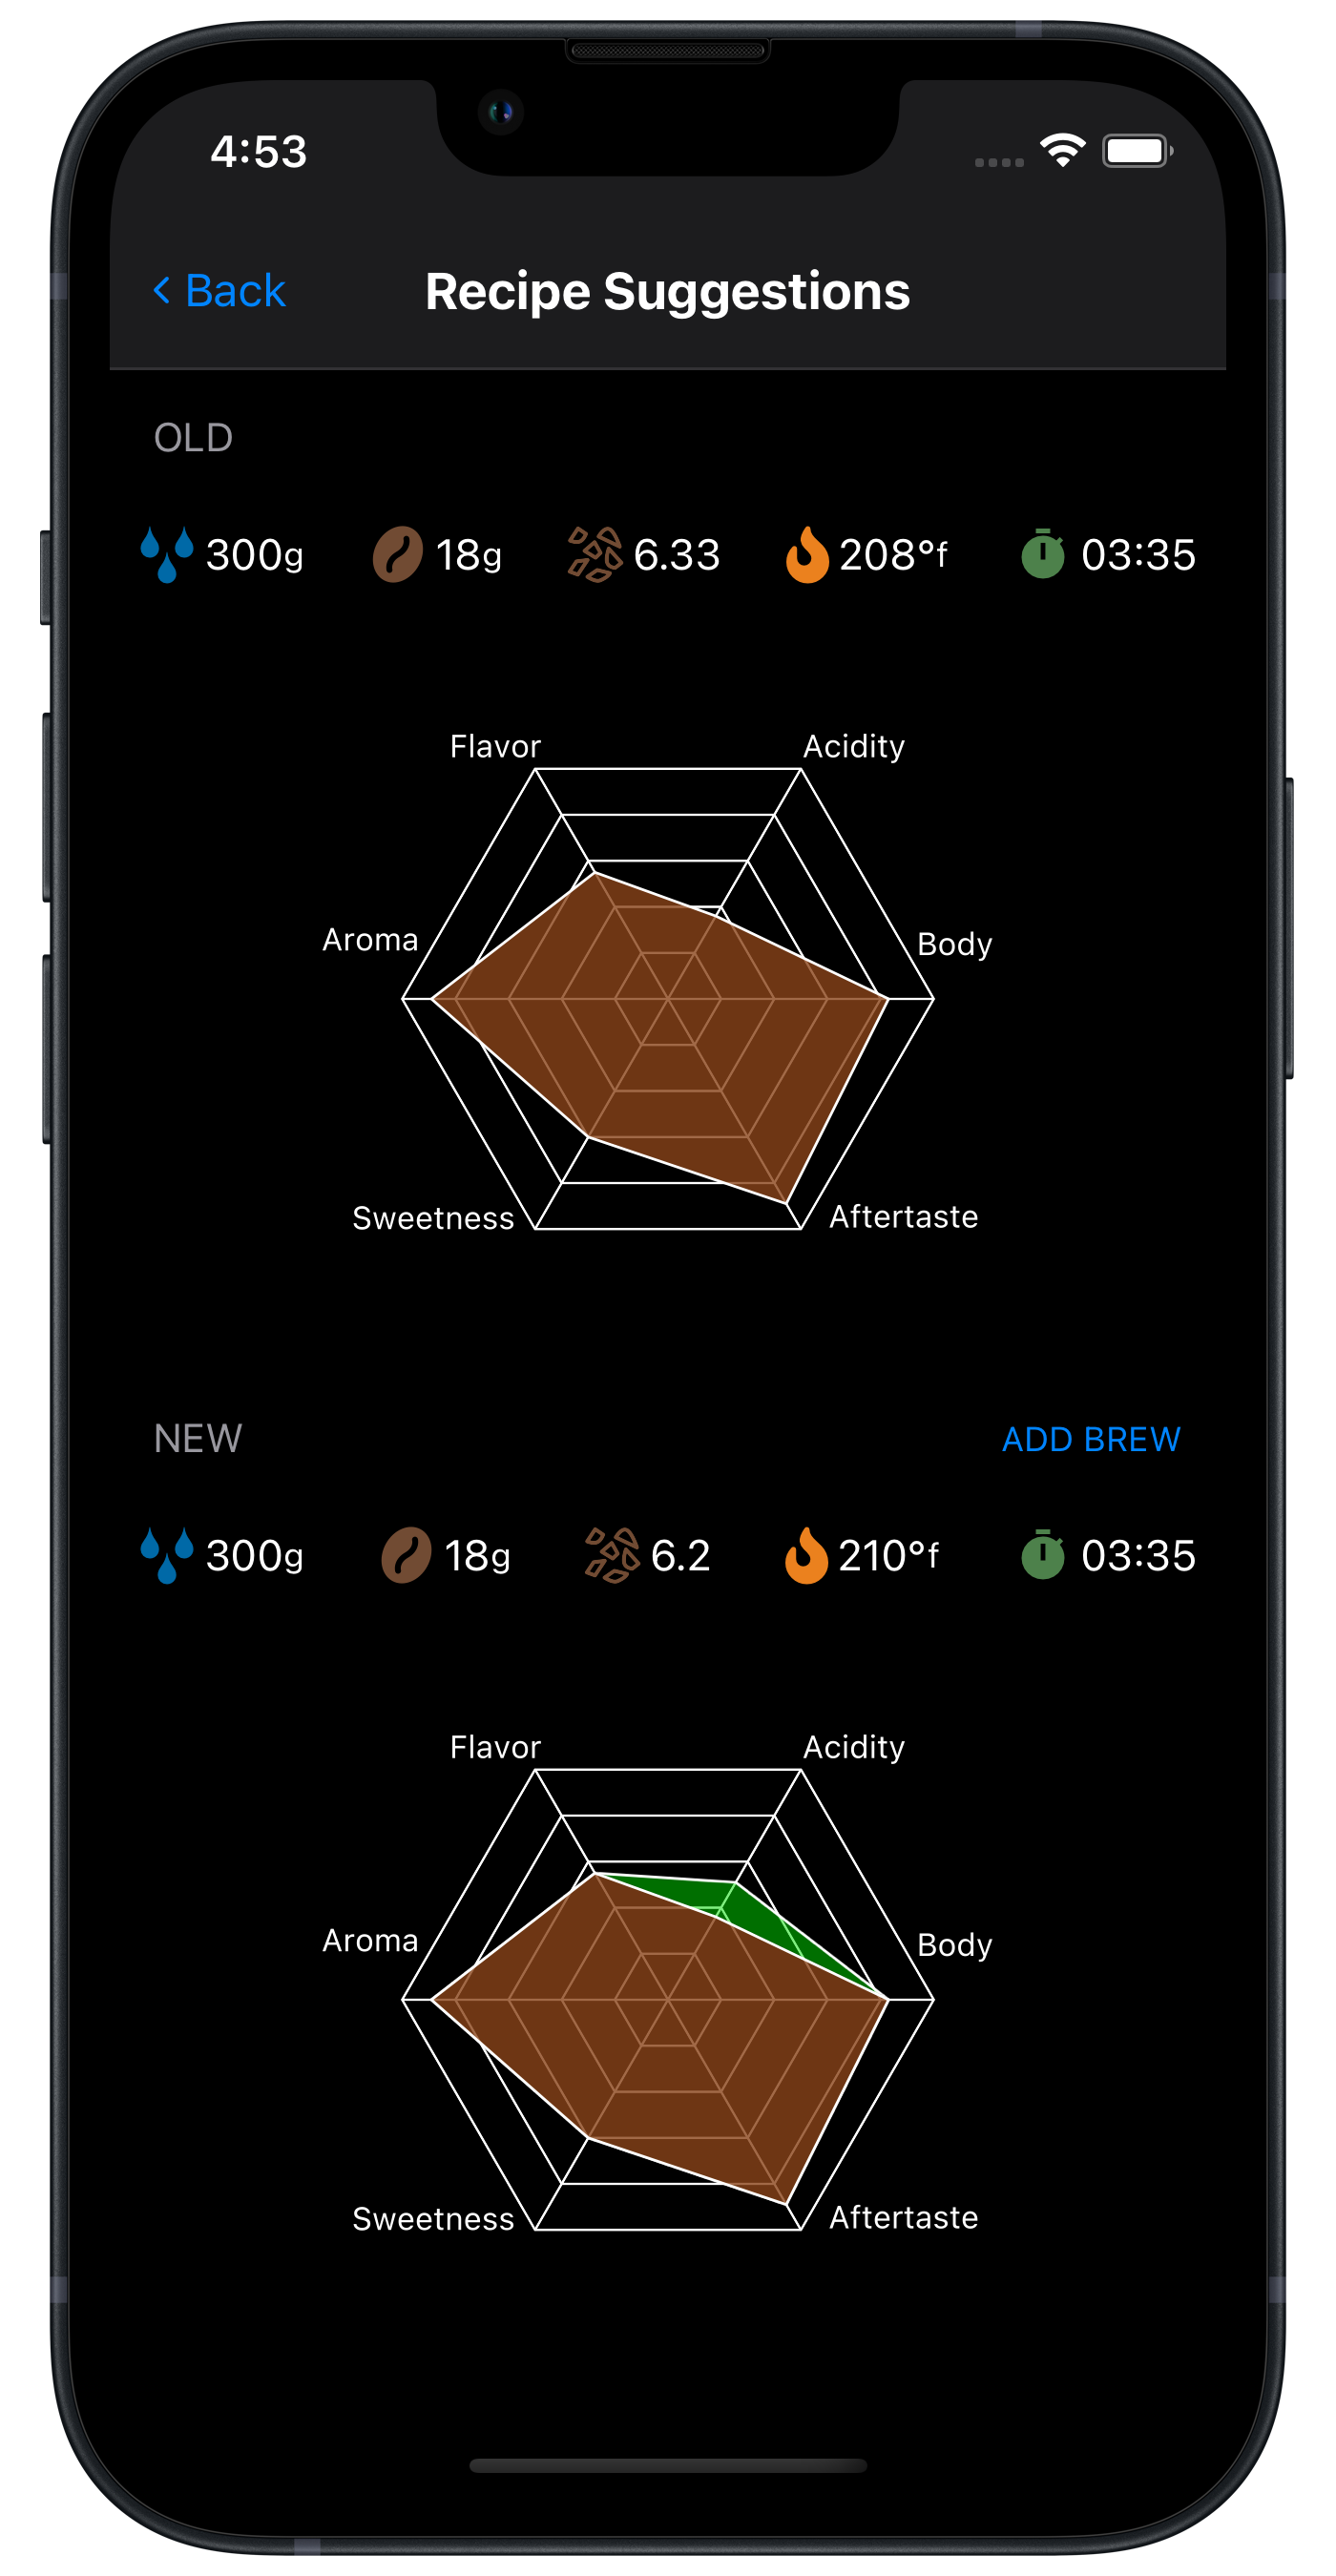 4:53
Back
Recipe Suggestions
OLD
300g 18g 6.33 208°f 03:35
Flavor Acidity
Aroma Body
Sweetness Aftertaste
NEW ADD BREW
300g 18g 6.2 210°f 03:35
Flavor Acidity
Aroma Body
Sweetness Aftertaste